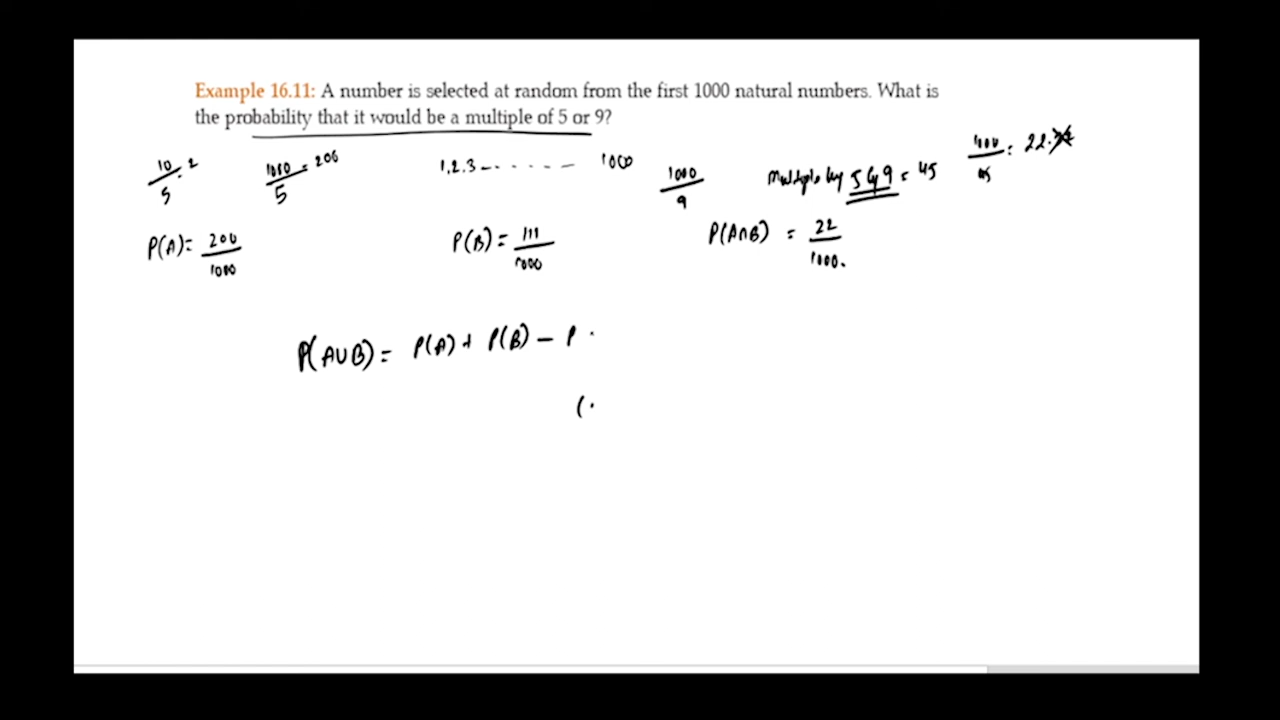 Example 16.11: A number is selected at random from the first 1000 natural numbers. What is
the probability that it would be a multiple of 5 or 9?
10/5 = 2
1000/5 = 200
1, 2, 3 - - - - - - 1000
1000/9
Multiple by 5 & 9 = 45
1000/45 = 22.
P(A) = 200/1000
P(B) = 111/1000
P(A∩B) = 22/1000.
P(A∪B) = P(A) + P(B) - P
(